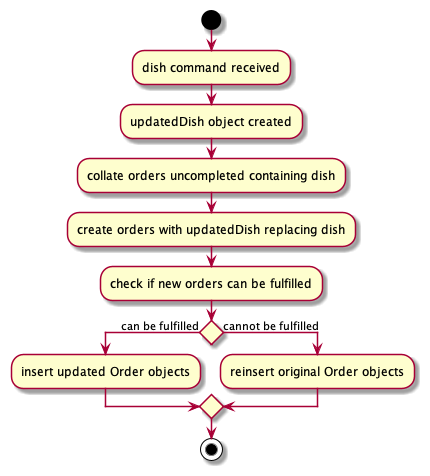 dish command received
updatedDish object created
collate orders uncompleted containing dish
create orders with updatedDish replacing dish
check if new orders can be fulfilled
can be fulfilled
cannot be fulfilled
insert updated Order objects
reinsert original Order objects